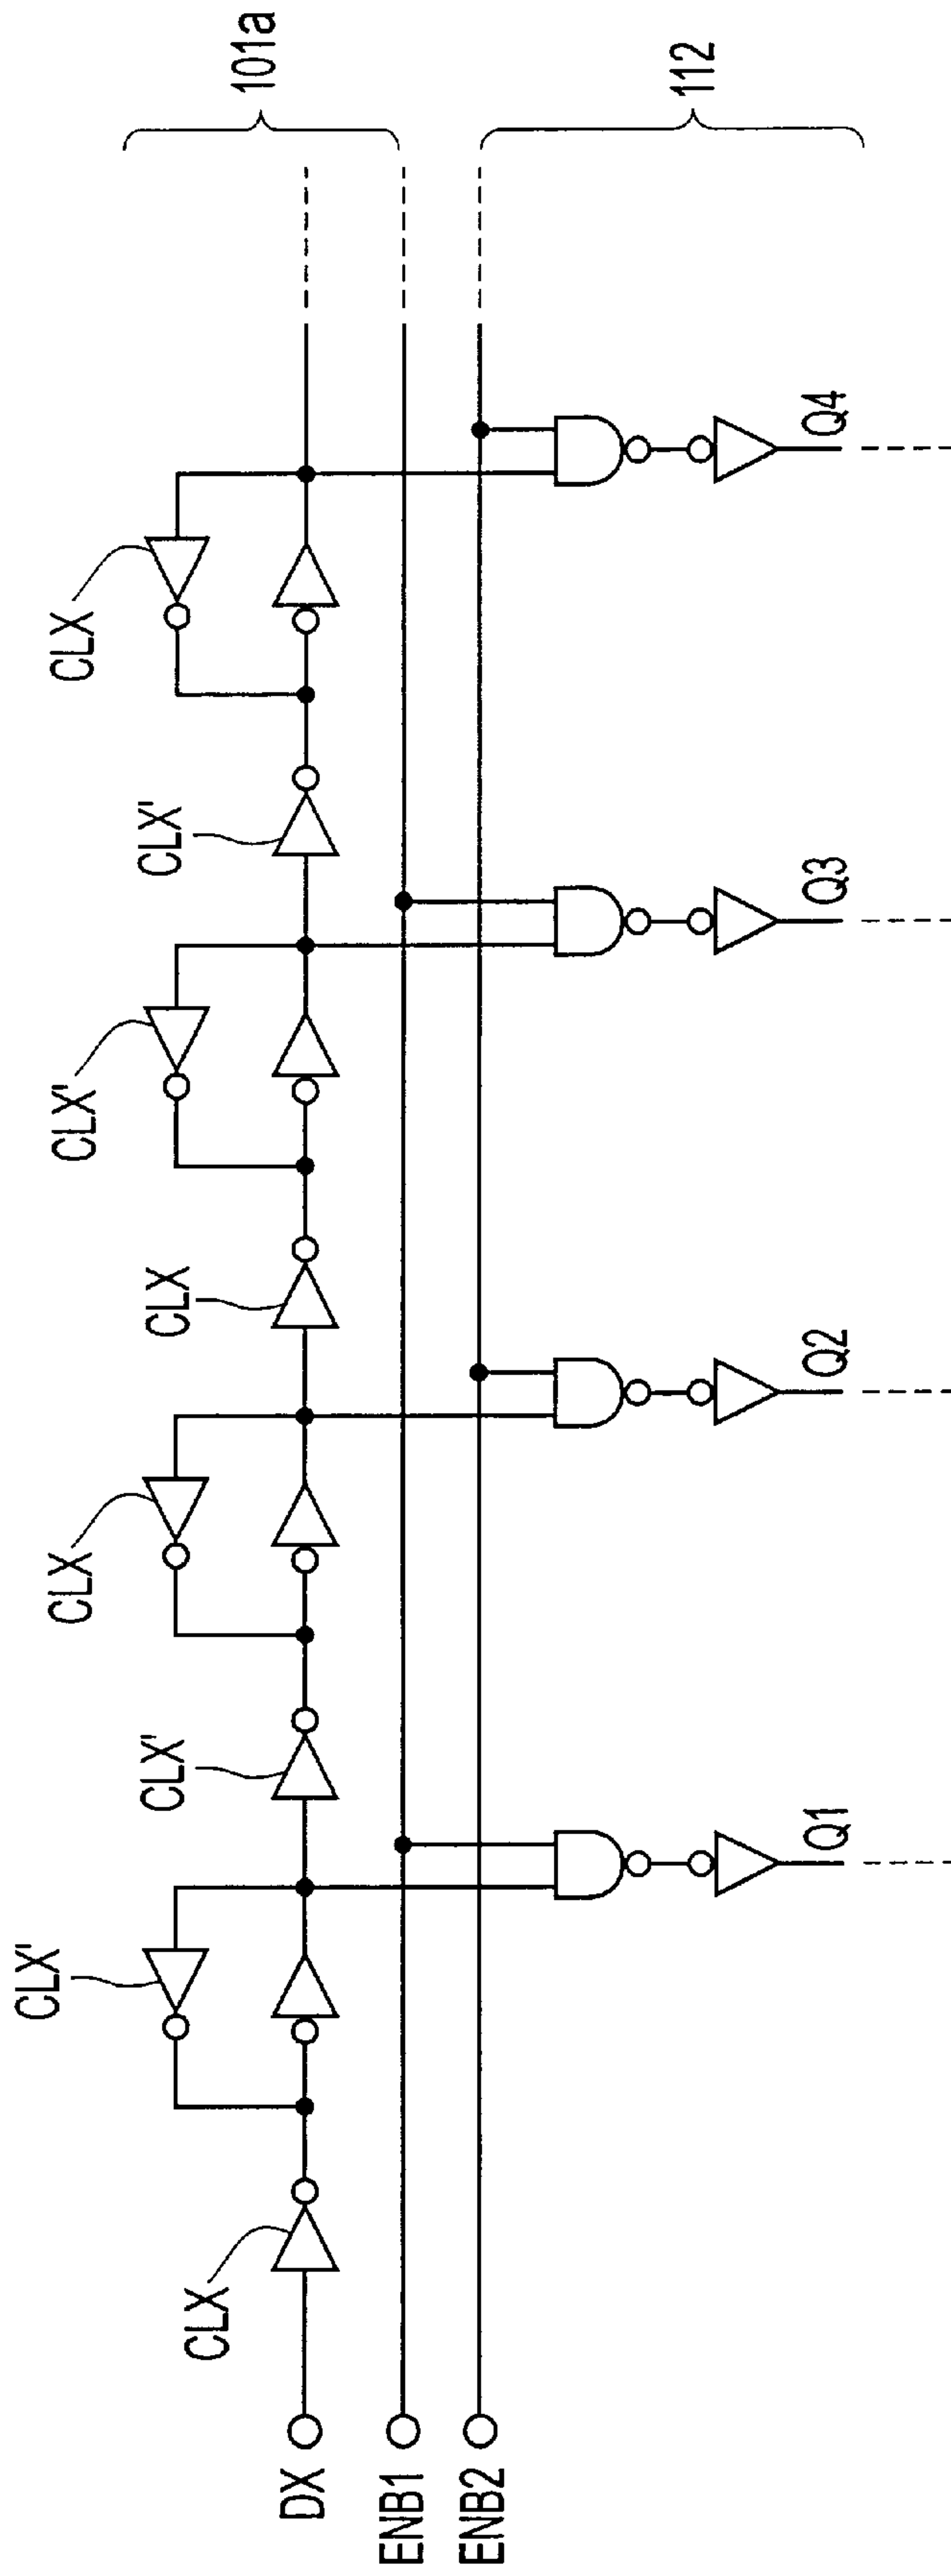 101a
112
CLX
CLX'
CLX'
CLX
CLX
CLX'
CLX'
CLX
Q4
Q3
Q2
Q1
DX
ENB1
ENB2